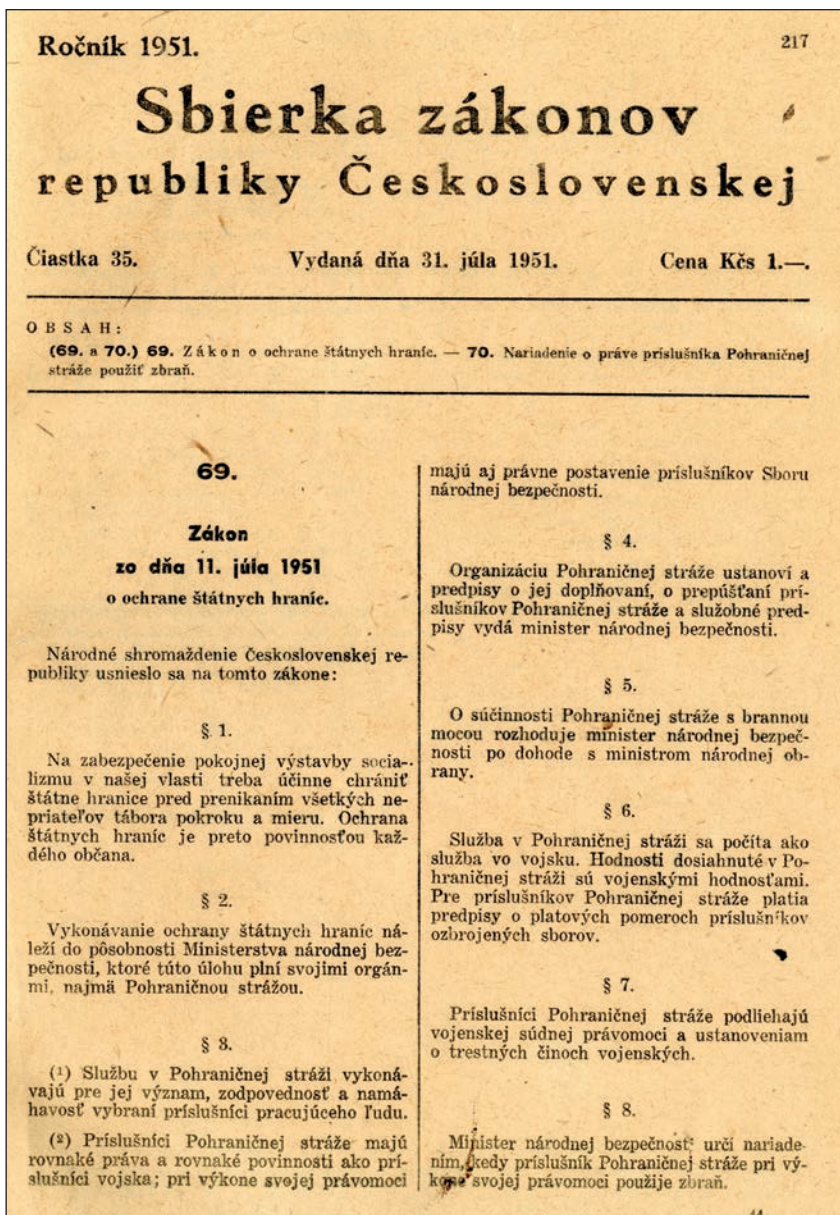 Ročník 1951.
217
Sbierka zákonov
republiky Československej
Čiastka 35.
Vydaná dňa 31. júla 1951.
Cena Kčs 1.—.
OBSAH:
(69. a 70.) 69. Zákon o ochrane štátnych hraníc. — 70. Nariadenie o práve príslušníka Pohraničnej
stráže použiť zbraň.
69.
Zákon
zo dňa 11. júla 1951
o ochrane štátnych hraníc.
Národné shromaždenie Československej re-
publiky usnieslo sa na tomto zákone:
§ 1.
Na zabezpečenie pokojnej výstavby socia-
lizmu v našej vlasti treba účinne chrániť
štátne hranice pred prenikaním všetkých ne-
priateľov tábora pokroku a mieru. Ochrana
štátnych hraníc je preto povinnosťou kaž-
dého občana.
§ 2.
Vykonávanie ochrany štátnych hraníc ná-
leží do pôsobnosti Ministerstva národnej bez-
pečnosti, ktoré túto úlohu plní svojimi orgán-
mi, najmä Pohraničnou strážou.
§ 3.
(¹) Službu v Pohraničnej stráži vykoná-
vajú pre jej význam, zodpovednosť a namá-
havosť vybraní príslušníci pracujúceho ľudu.
(²) Príslušníci Pohraničnej stráže majú
rovnaké práva a rovnaké povinnosti ako prí-
slušníci vojska; pri výkone svojej právomoci
majú aj právne postavenie príslušníkov Sboru
národnej bezpečnosti.
§ 4.
Organizáciu Pohraničnej stráže ustanoví a
predpisy o jej doplňovaní, o prepúšťaní prí-
slušníkov Pohraničnej stráže a služobné pred-
pisy vydá minister národnej bezpečnosti.
§ 5.
O súčinnosti Pohraničnej stráže s brannou
mocou rozhoduje minister národnej bezpeč-
nosti po dohode s ministrom národnej ob-
rany.
§ 6.
Služba v Pohraničnej stráži sa počíta ako
služba vo vojsku. Hodnosti dosiahnuté v Po-
hraničnej stráži sú vojenskými hodnosťami.
Pre príslušníkov Pohraničnej stráže platia
predpisy o platových pomeroch príslušníkov
ozbrojených sborov.
§ 7.
Príslušníci Pohraničnej stráže podliehajú
vojenskej súdnej právomoci a ustanoveniam
o trestných činoch vojenských.
§ 8.
Minister národnej bezpečnosti určí nariade-
ním, kedy príslušník Pohraničnej stráže pri vý-
kone svojej právomoci použije zbraň.